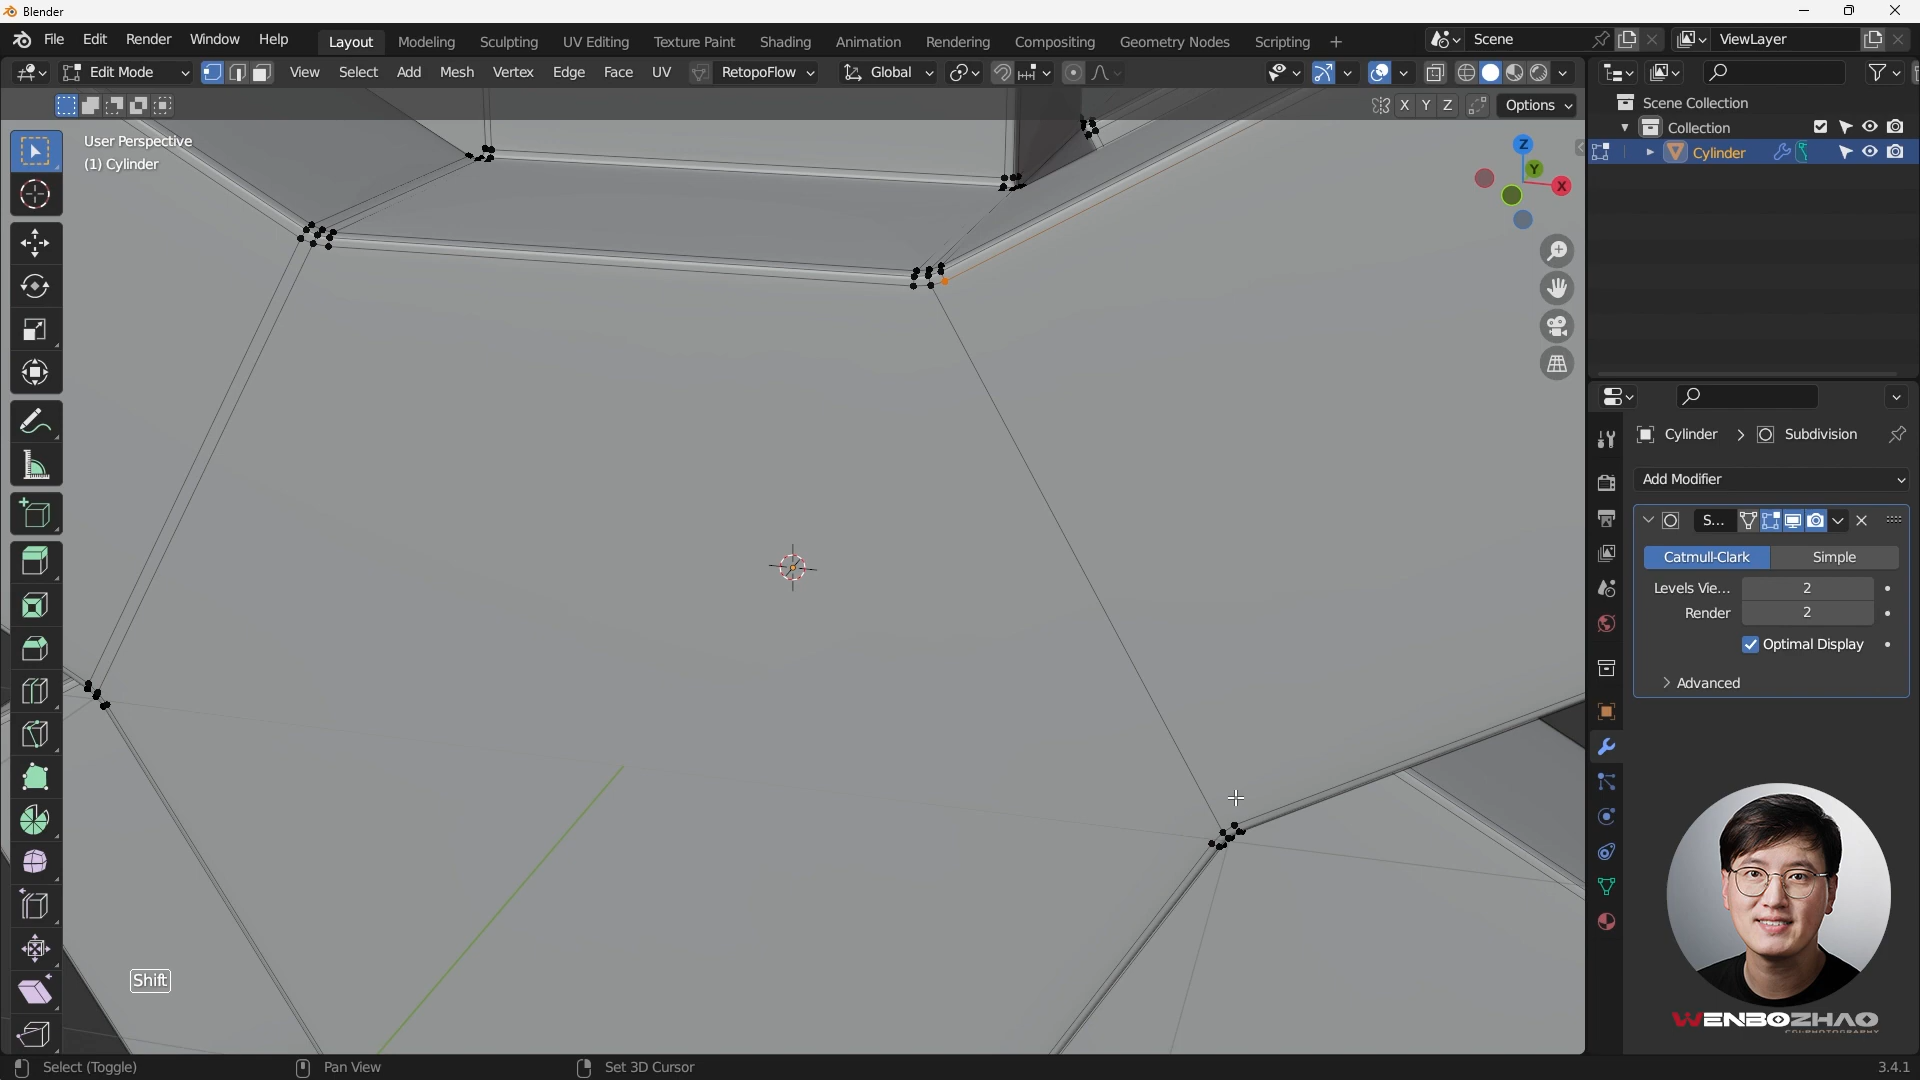 Blender
File Edit Render Window Help Layout Modeling Sculpting UV Editing Texture Paint Shading Animation Rendering Compositing Geometry Nodes Scripting + Scene ViewLayer
Edit Mode View Select Add Mesh Vertex Edge Face UV RetopoFlow Global
X Y Z Options
User Perspective
(1) Cylinder
Z
Y
X
Scene Collection
Collection
Cylinder
Cylinder > Subdivision
Add Modifier
S...
Catmull-Clark Simple
Levels Vie... 2
Render 2
Optimal Display
Advanced
Shift
WENBOZHAO
Select (Toggle) Pan View Set 3D Cursor 3.4.1